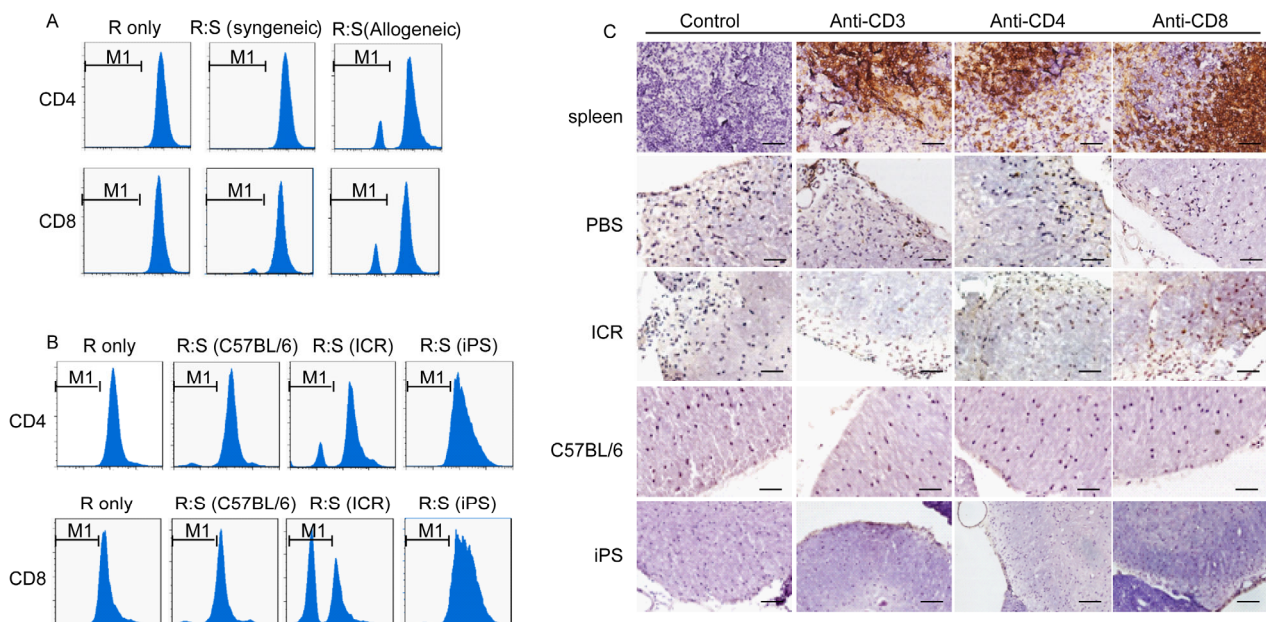 A
R only
R:S (syngeneic)
R:S(Allogeneic)
M1
M1
M1
CD4
M1
M1
M1
CD8
B
R only
R:S (C57BL/6)
R:S (ICR)
R:S (iPS)
M1
M1
M1
M1
CD4
R only
R:S (C57BL/6)
R:S (ICR)
R:S (iPS)
M1
M1
M1
M1
CD8
C
Control
Anti-CD3
Anti-CD4
Anti-CD8
spleen
PBS
ICR
C57BL/6
iPS